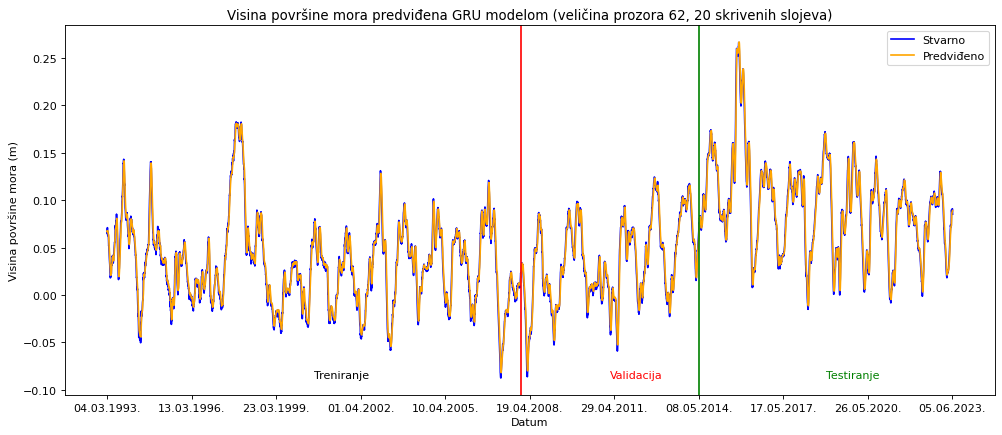 Visina površine mora predviđena GRU modelom (veličina prozora 62, 20 skrivenih slojeva)
Stvarno
Predviđeno
Visina površine mora (m)
0.25
0.20
0.15
0.10
0.05
0.00
−0.05
−0.10
Treniranje
Validacija
Testiranje
04.03.1993.
13.03.1996.
23.03.1999.
01.04.2002.
10.04.2005.
19.04.2008.
29.04.2011.
08.05.2014.
17.05.2017.
26.05.2020.
05.06.2023.
Datum